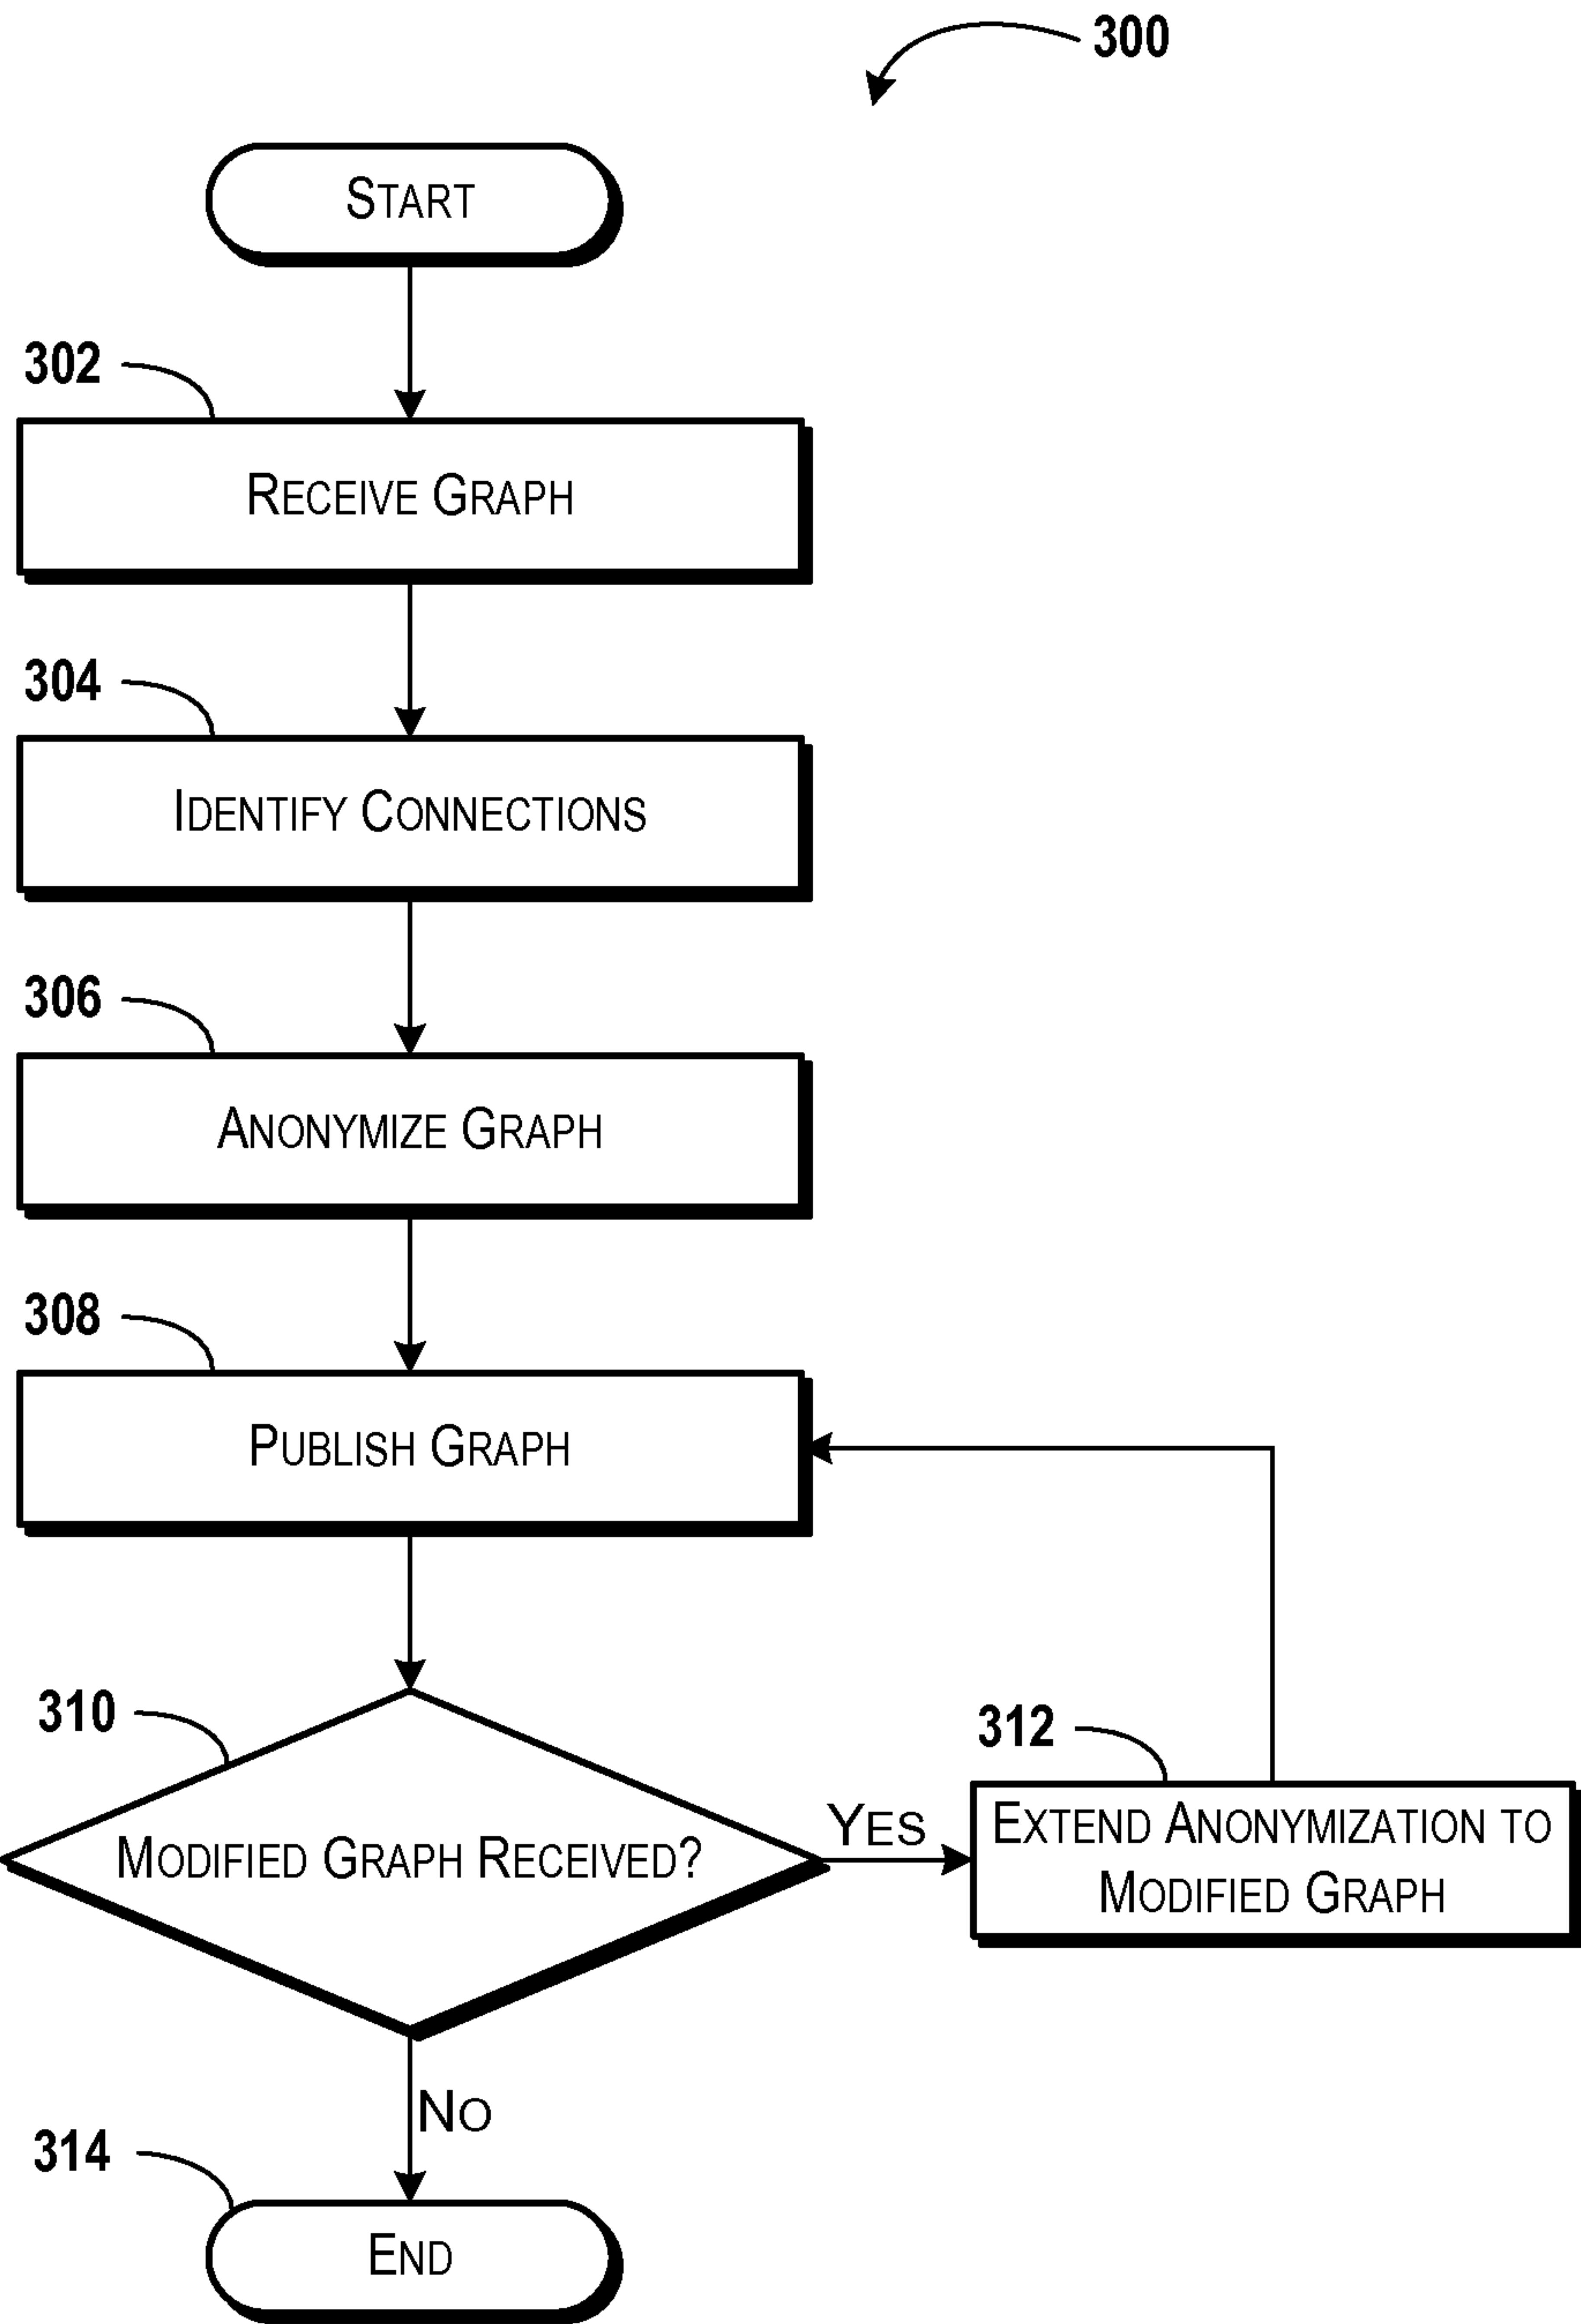 300
START
302
RECEIVE GRAPH
304
IDENTIFY CONNECTIONS
306
ANONYMIZE GRAPH
308
PUBLISH GRAPH
310
MODIFIED GRAPH RECEIVED?
YES
312
EXTEND ANONYMIZATION TO
MODIFIED GRAPH
NO
314
END